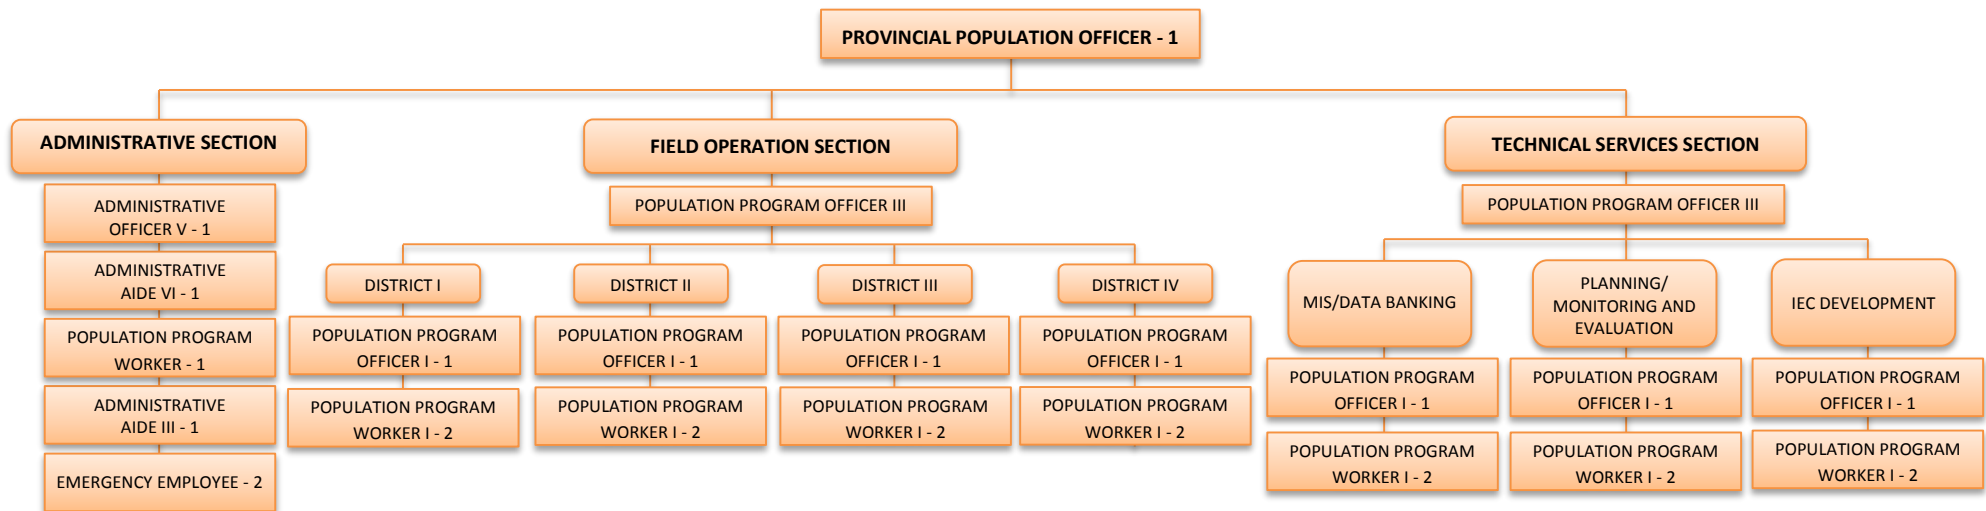 PROVINCIAL POPULATION OFFICER - 1
ADMINISTRATIVE SECTION
ADMINISTRATIVE
OFFICER V - 1
ADMINISTRATIVE
AIDE VI - 1
POPULATION PROGRAM
WORKER - 1
ADMINISTRATIVE
AIDE III - 1
EMERGENCY EMPLOYEE - 2
FIELD OPERATION SECTION
POPULATION PROGRAM OFFICER III
DISTRICT I
POPULATION PROGRAM
OFFICER I - 1
POPULATION PROGRAM
WORKER I - 2
DISTRICT II
POPULATION PROGRAM
OFFICER I - 1
POPULATION PROGRAM
WORKER I - 2
DISTRICT III
POPULATION PROGRAM
OFFICER I - 1
POPULATION PROGRAM
WORKER I - 2
DISTRICT IV
POPULATION PROGRAM
OFFICER I - 1
POPULATION PROGRAM
WORKER I - 2
TECHNICAL SERVICES SECTION
POPULATION PROGRAM OFFICER III
MIS/DATA BANKING
POPULATION PROGRAM
OFFICER I - 1
POPULATION PROGRAM
WORKER I - 2
PLANNING/
MONITORING AND
EVALUATION
POPULATION PROGRAM
OFFICER I - 1
POPULATION PROGRAM
WORKER I - 2
IEC DEVELOPMENT
POPULATION PROGRAM
OFFICER I - 1
POPULATION PROGRAM
WORKER I - 2